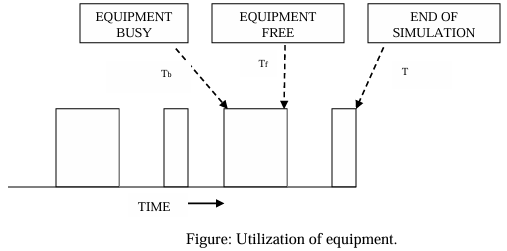 EQUIPMENT
BUSY
EQUIPMENT
FREE
END OF
SIMULATION
Tb
Tf
T
TIME
Figure: Utilization of equipment.